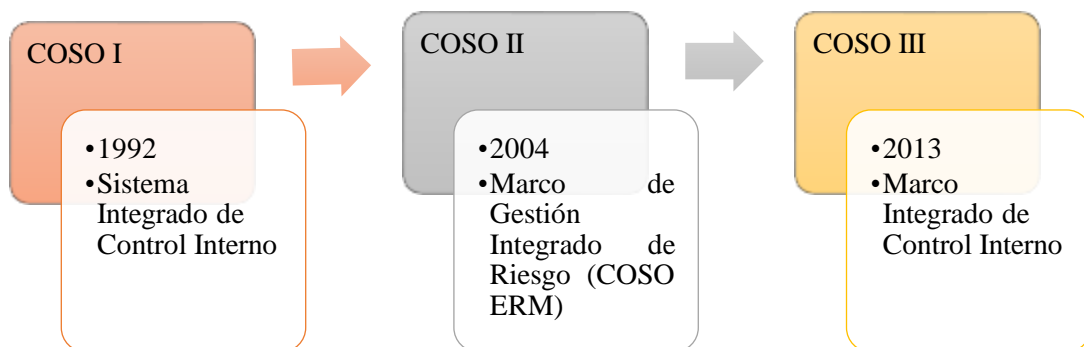 COSO I
•1992
•Sistema
Integrado de
Control Interno
COSO II
•2004
•Marco de
Gestión
Integrado de
Riesgo (COSO
ERM)
COSO III
•2013
•Marco
Integrado de
Control Interno